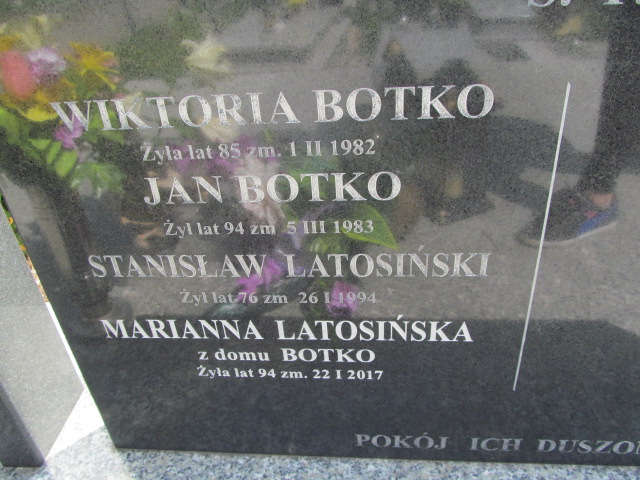 WIKTORIA BOTKO
Żyła lat 85 zm. 1 II 1982
JAN BOTKO
Żył lat 94 zm 5 III 1983
STANISŁAW LATOSIŃSKI
Żył lat 76 zm 26 I 1994
MARIANNA LATOSIŃSKA
z domu BOTKO
Żyła lat 94 zm. 22 I 2017
POKÓJ ICH DUSZOM